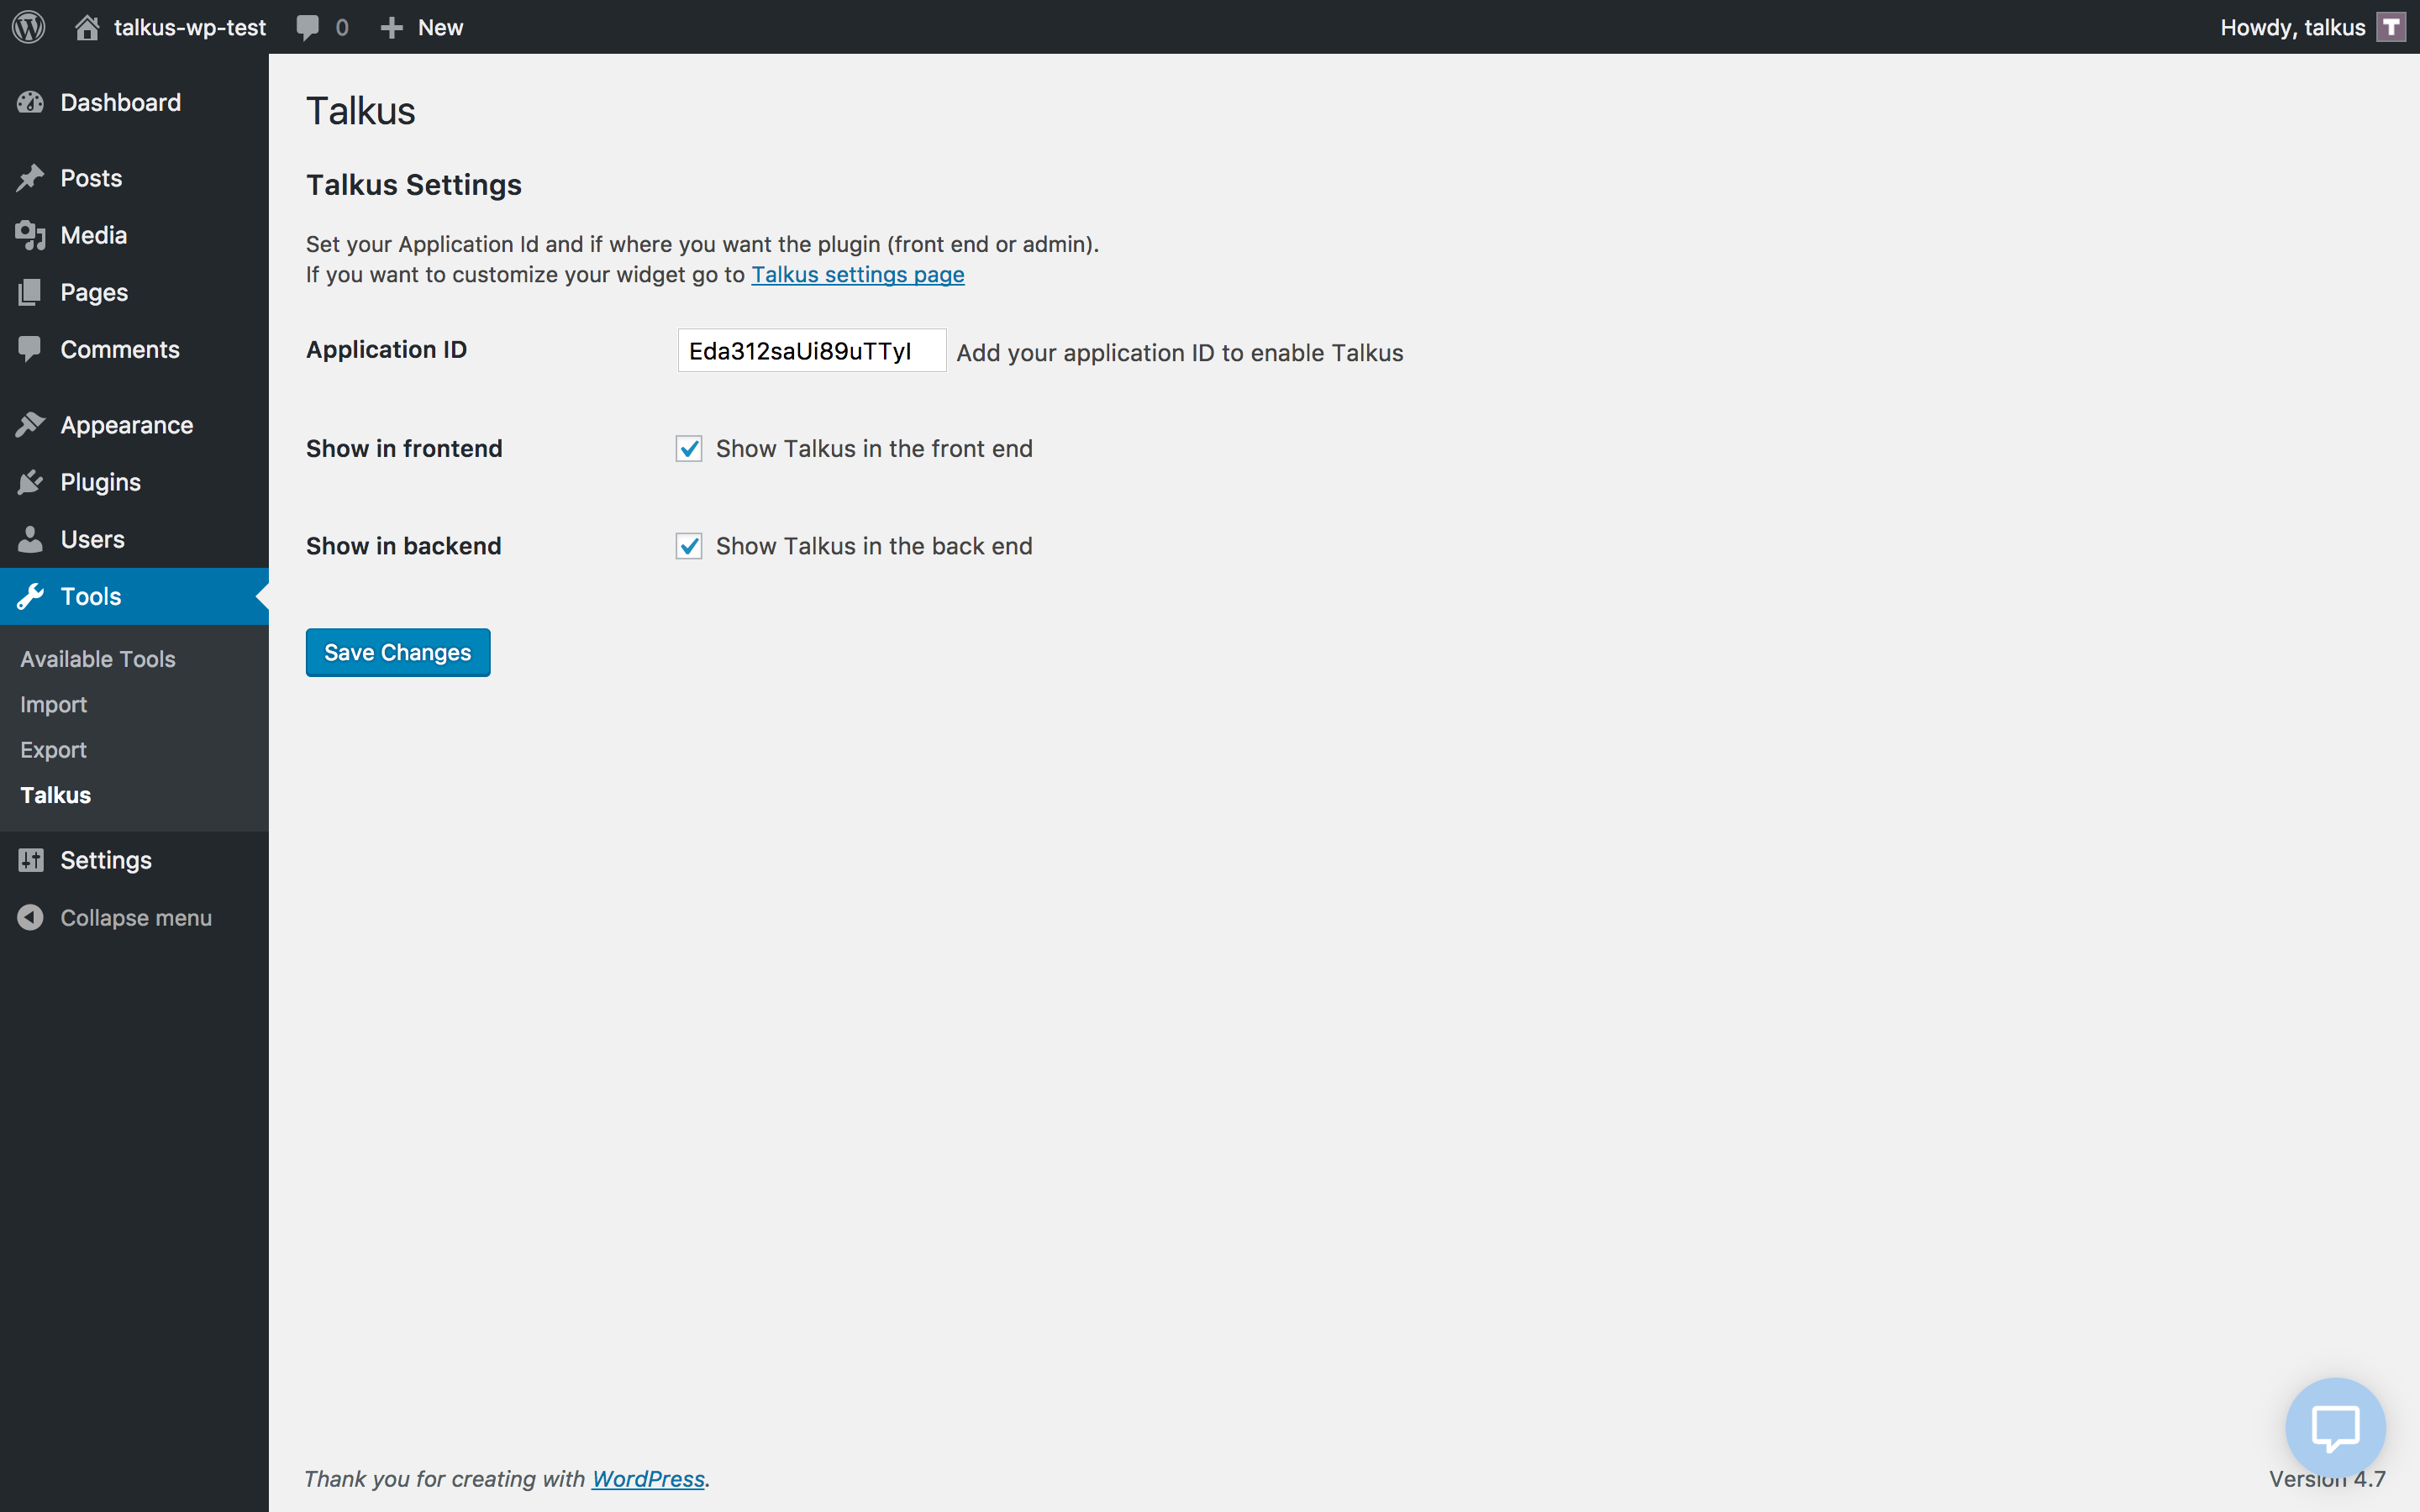 talkus-wp-test 0 New Howdy, talkus T
Dashboard
Posts
Media
Pages
Comments
Appearance
Plugins
Users
Tools
Available Tools
Import
Export
Talkus
Settings
Collapse menu
Talkus
Talkus Settings
Set your Application Id and if where you want the plugin (front end or admin).
If you want to customize your widget go to Talkus settings page
Application ID Eda312saUi89uTTyI Add your application ID to enable Talkus
Show in frontend Show Talkus in the front end
Show in backend Show Talkus in the back end
Save Changes
Thank you for creating with WordPress. Version 4.7